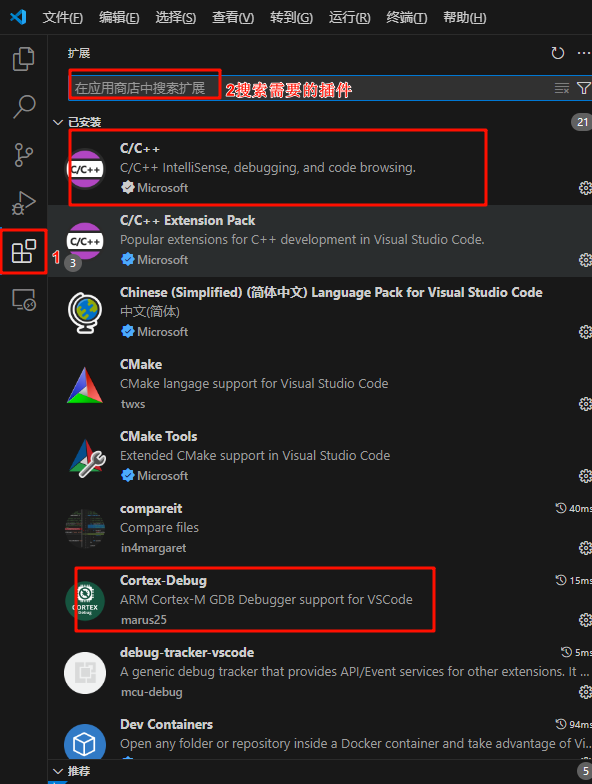 文件(F) 编辑(E) 选择(S) 查看(V) 转到(G) 运行(R) 终端(T) 帮助(H)
扩展
在应用商店中搜索扩展
2搜索需要的插件
已安装
21
C/C++
C/C++
C/C++ IntelliSense, debugging, and code browsing.
Microsoft
C/C++
C/C++ Extension Pack
Popular extensions for C++ development in Visual Studio Code.
3
Microsoft
1
Chinese (Simplified) (简体中文) Language Pack for Visual Studio Code
中文(简体)
Microsoft
CMake
CMake langage support for Visual Studio Code
twxs
CMake Tools
Extended CMake support in Visual Studio Code
Microsoft
compareit
40ms
Compare files
in4margaret
Cortex-Debug
15ms
CORTEX
Debug
ARM Cortex-M GDB Debugger support for VSCode
marus25
debug-tracker-vscode
5ms
A generic debug tracker that provides API/Event services for other extensions. It ...
mcu-debug
Dev Containers
94ms
Open any folder or repository inside a Docker container and take advantage of Vi...
推荐
5